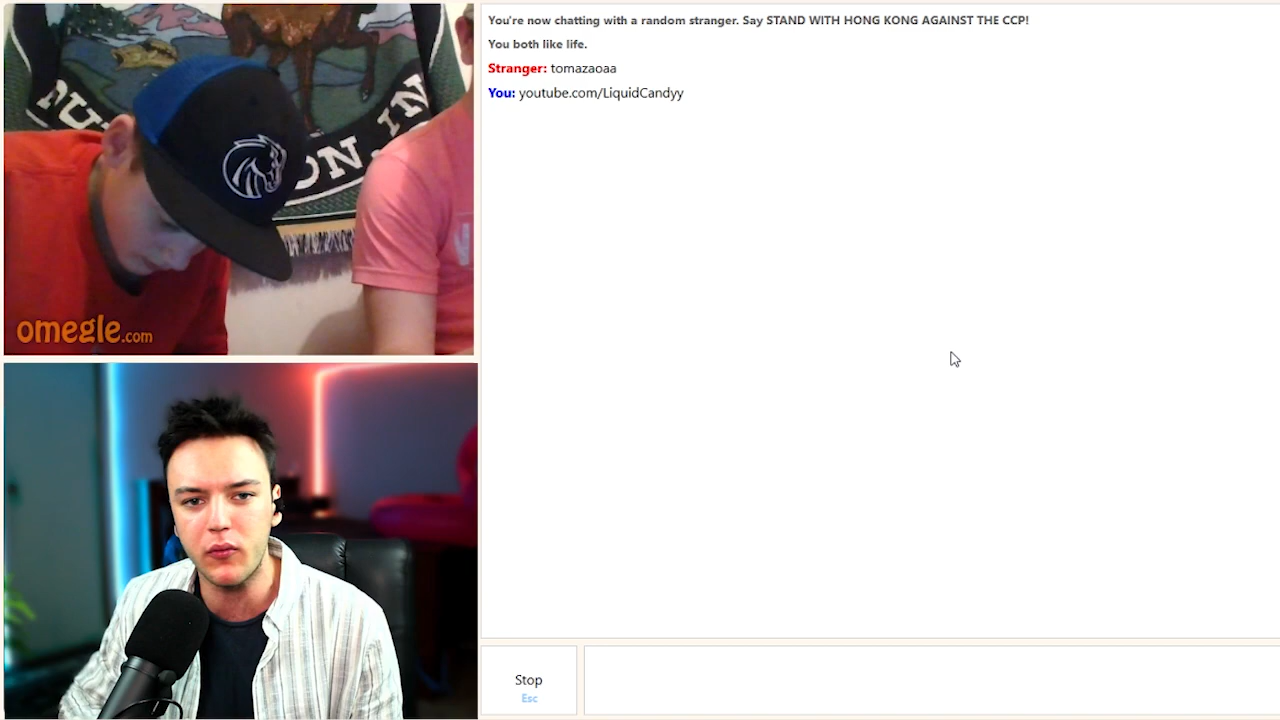 You're now chatting with a random stranger. Say STAND WITH HONG KONG AGAINST THE CCP!
You both like life.
Stranger: tomazaoaa
You: youtube.com/LiquidCandyy
omegle.com
Stop
Esc